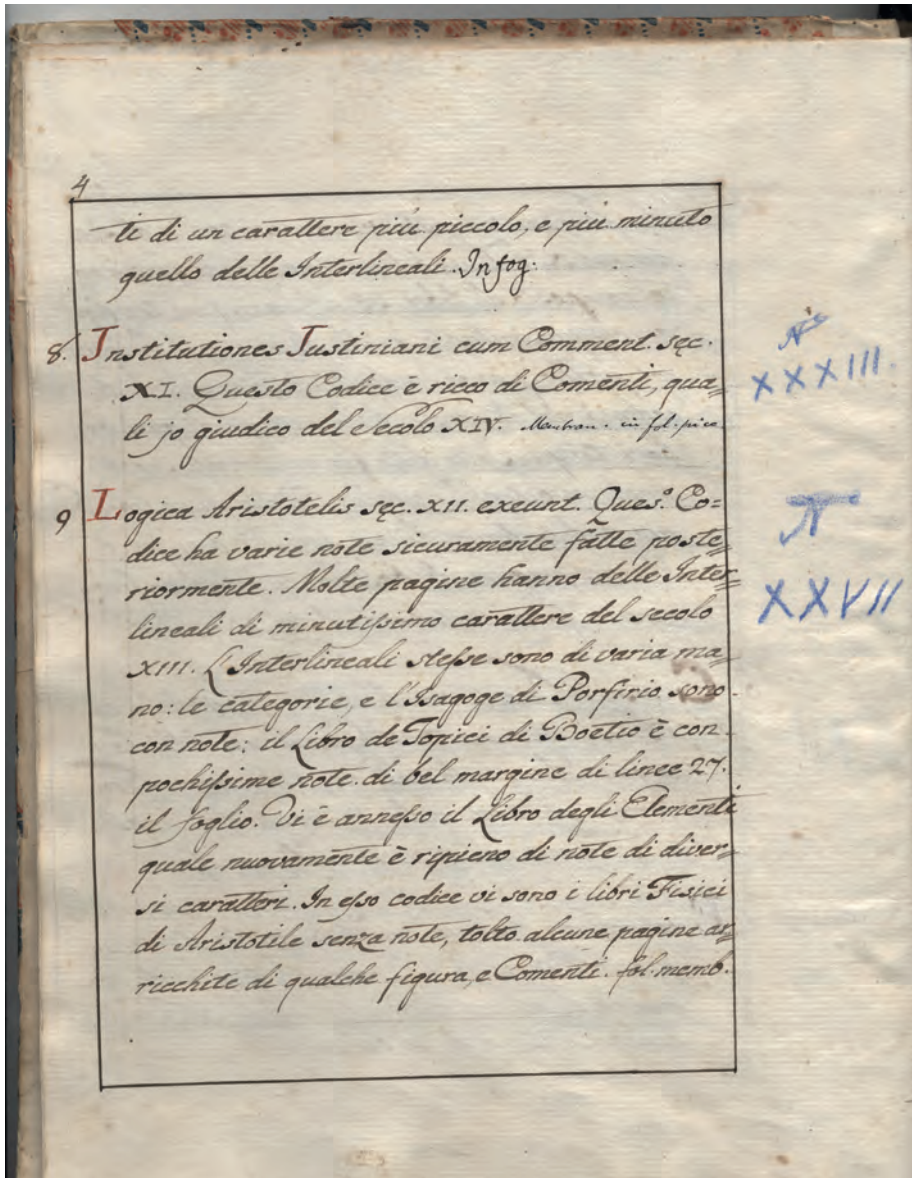 4
ti di un carattere più piccolo, e più minuto
quello delle Interlineali. In fog:
8. Institutiones Justiniani cum Comment. sęc.
XI. Questo Codice è ricco di Comenti, qua=
li jo giudico del Secolo XIV. Membran. in fol. picc
Nº
XXXIII.
9 Logica Aristotelis sęc. XII. exeunt. Ques.º Co=
dice ha varie note sicuramente fatte poste=
riormente. Molte pagine hanno delle Inter=
lineali di minutissimo carattere del secolo
XIII. L'Interlineali stesse sono di varia ma=
no: le categorie, e l'Isagoge di Porfirio sono
con note: il Libro de Topici di Boetio è con
pochissime note. di bel margine di linee 27.
il foglio. Vi è annesso il Libro degli Elementi
quale nuovamente è ripieno di note di diver=
si caratteri. In esso codice vi sono i libri Fisici
di Aristotile senza note, tolto alcune pagine ar=
ricchite di qualche figura, e Comenti. fol. memb.
N
XXVII